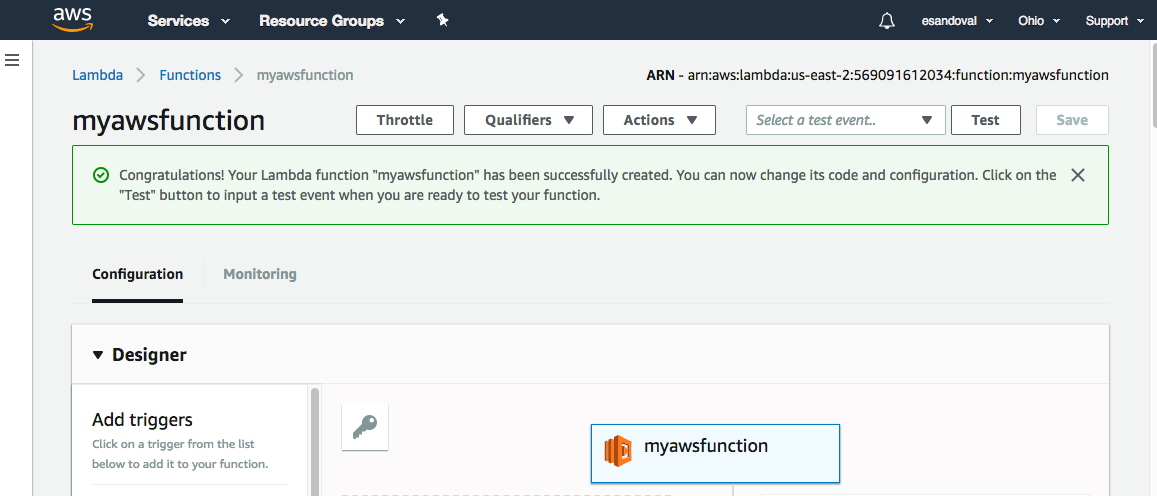 aws Services Resource Groups esandoval Ohio Support
Lambda Functions myawsfunction ARN - arn:aws:lambda:us-east-2:569091612034:function:myawsfunction
myawsfunction Throttle Qualifiers Actions Select a test event.. Test Save
Congratulations! Your Lambda function "myawsfunction" has been successfully created. You can now change its code and configuration. Click on the
"Test" button to input a test event when you are ready to test your function.
Configuration Monitoring
Designer
Add triggers
Click on a trigger from the list
below to add it to your function.
myawsfunction